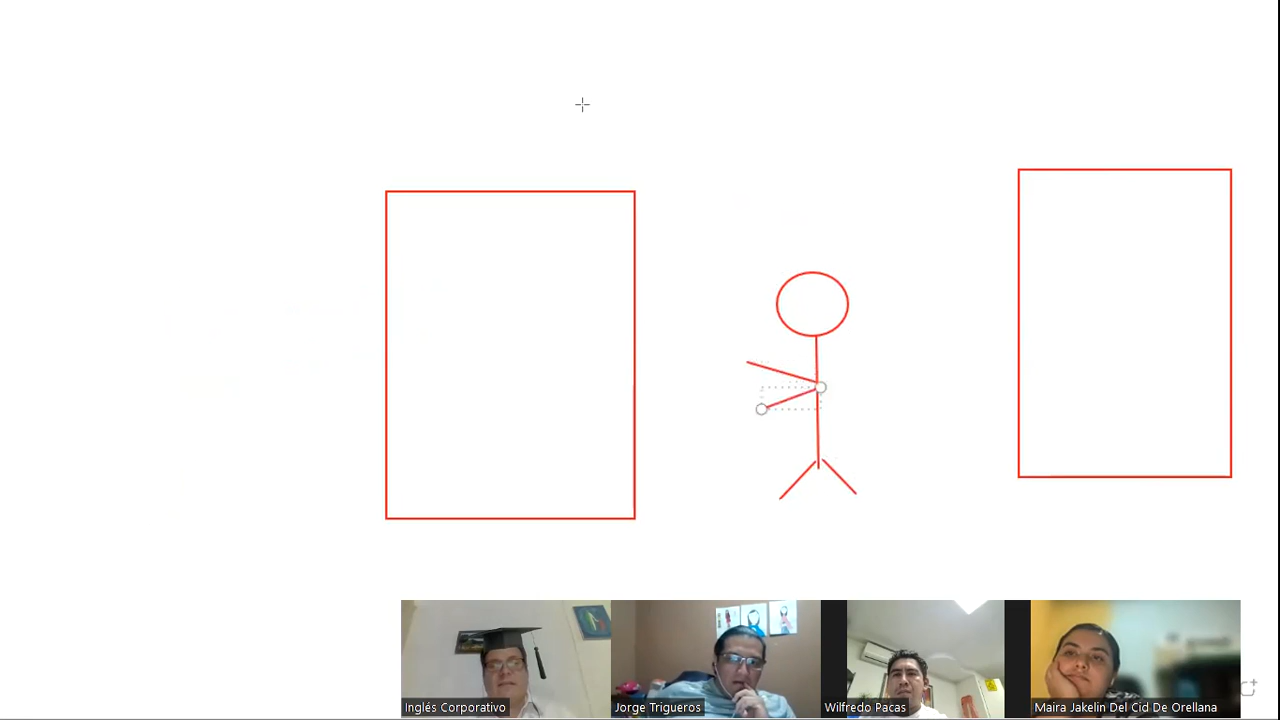 Inglés Corporativo
Jorge Trigueros
Wilfredo Pacas
Maira Jakelin Del Cid De Orellana